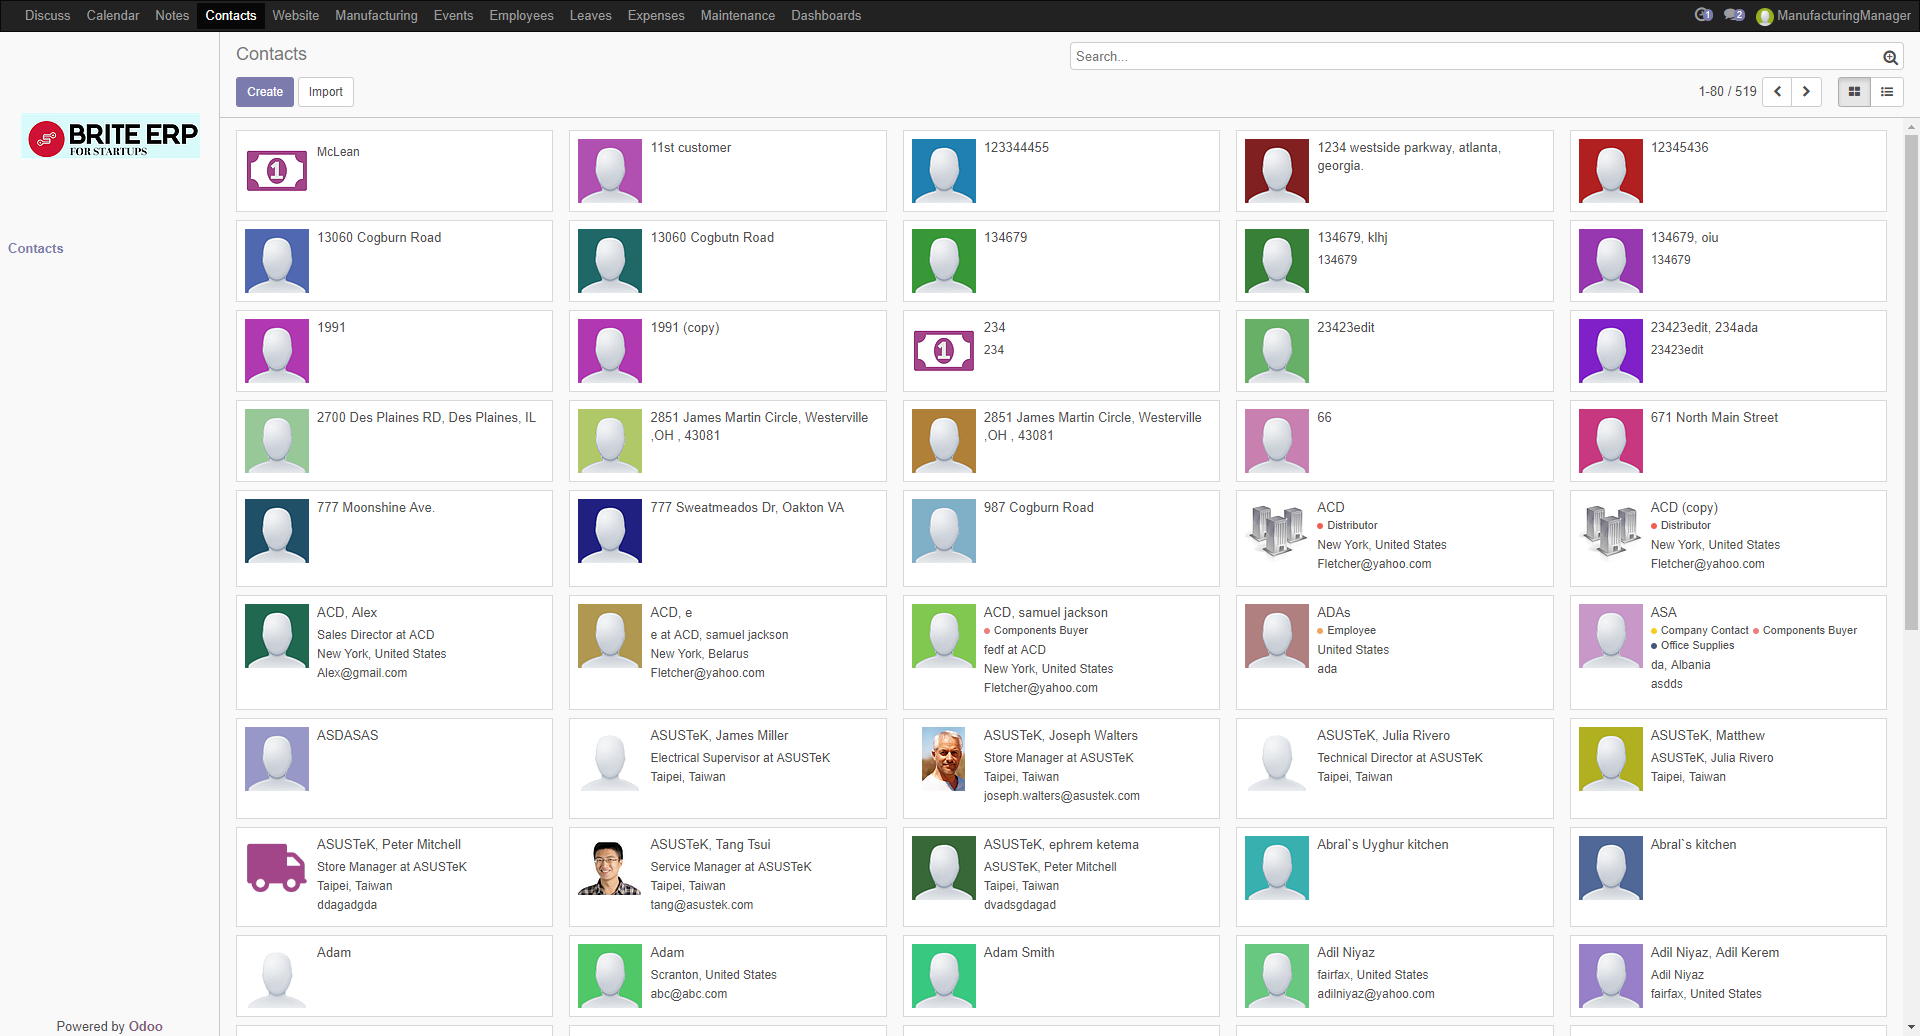 Discuss Calendar Notes Contacts Website Manufacturing Events Employees Leaves Expenses Maintenance Dashboards 1 2 ManufacturingManager
Contacts
Search...
Create Import
1-80 / 519
BRITE ERP
FOR STARTUPS
Contacts
McLean
11st customer
123344455
1234 westside parkway, atlanta,
georgia.
12345436
13060 Cogburn Road
13060 Cogbutn Road
134679
134679, klhj
134679
134679, oiu
134679
1991
1991 (copy)
234
234
23423edit
23423edit, 234ada
23423edit
2700 Des Plaines RD, Des Plaines, IL
2851 James Martin Circle, Westerville
,OH , 43081
2851 James Martin Circle, Westerville
,OH , 43081
66
671 North Main Street
777 Moonshine Ave.
777 Sweatmeados Dr, Oakton VA
987 Cogburn Road
ACD
Distributor
New York, United States
Fletcher@yahoo.com
ACD (copy)
Distributor
New York, United States
Fletcher@yahoo.com
ACD, Alex
Sales Director at ACD
New York, United States
Alex@gmail.com
ACD, e
e at ACD, samuel jackson
New York, Belarus
Fletcher@yahoo.com
ACD, samuel jackson
Components Buyer
fedf at ACD
New York, United States
Fletcher@yahoo.com
ADAs
Employee
United States
ada
ASA
Company Contact Components Buyer
Office Supplies
da, Albania
asdds
ASDASAS
ASUSTeK, James Miller
Electrical Supervisor at ASUSTeK
Taipei, Taiwan
ASUSTeK, Joseph Walters
Store Manager at ASUSTeK
Taipei, Taiwan
joseph.walters@asustek.com
ASUSTeK, Julia Rivero
Technical Director at ASUSTeK
Taipei, Taiwan
ASUSTeK, Matthew
ASUSTeK, Julia Rivero
Taipei, Taiwan
ASUSTeK, Peter Mitchell
Store Manager at ASUSTeK
Taipei, Taiwan
ddagadgda
ASUSTeK, Tang Tsui
Service Manager at ASUSTeK
Taipei, Taiwan
tang@asustek.com
ASUSTeK, ephrem ketema
ASUSTeK, Peter Mitchell
Taipei, Taiwan
dvadsgdagad
Abral`s Uyghur kitchen
Abral`s kitchen
Adam
Adam
Scranton, United States
abc@abc.com
Adam Smith
Adil Niyaz
fairfax, United States
adilniyaz@yahoo.com
Adil Niyaz, Adil Kerem
Adil Niyaz
fairfax, United States
Powered by Odoo